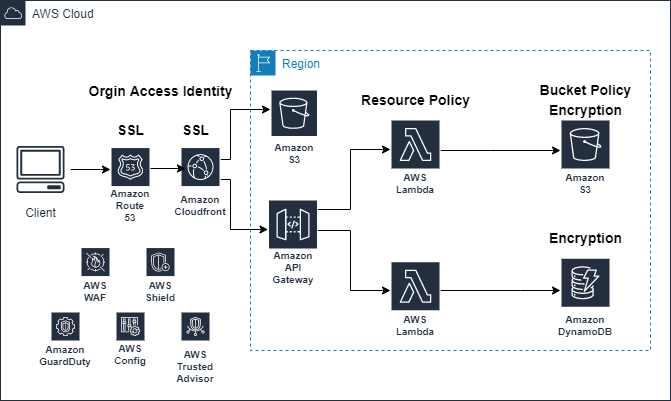 AWS Cloud
Region
Orgin Access Identity
Resource Policy
Bucket Policy
Encryption
SSL
SSL
Amazon
S3
53
Client
Amazon
Route
53
Amazon
Cloudfront
AWS
Lambda
Amazon
S3
Amazon
API
Gateway
Encryption
AWS
WAF
AWS
Shield
AWS
Lambda
Amazon
DynamoDB
Amazon
GuardDuty
AWS
Config
AWS
Trusted
Advisor